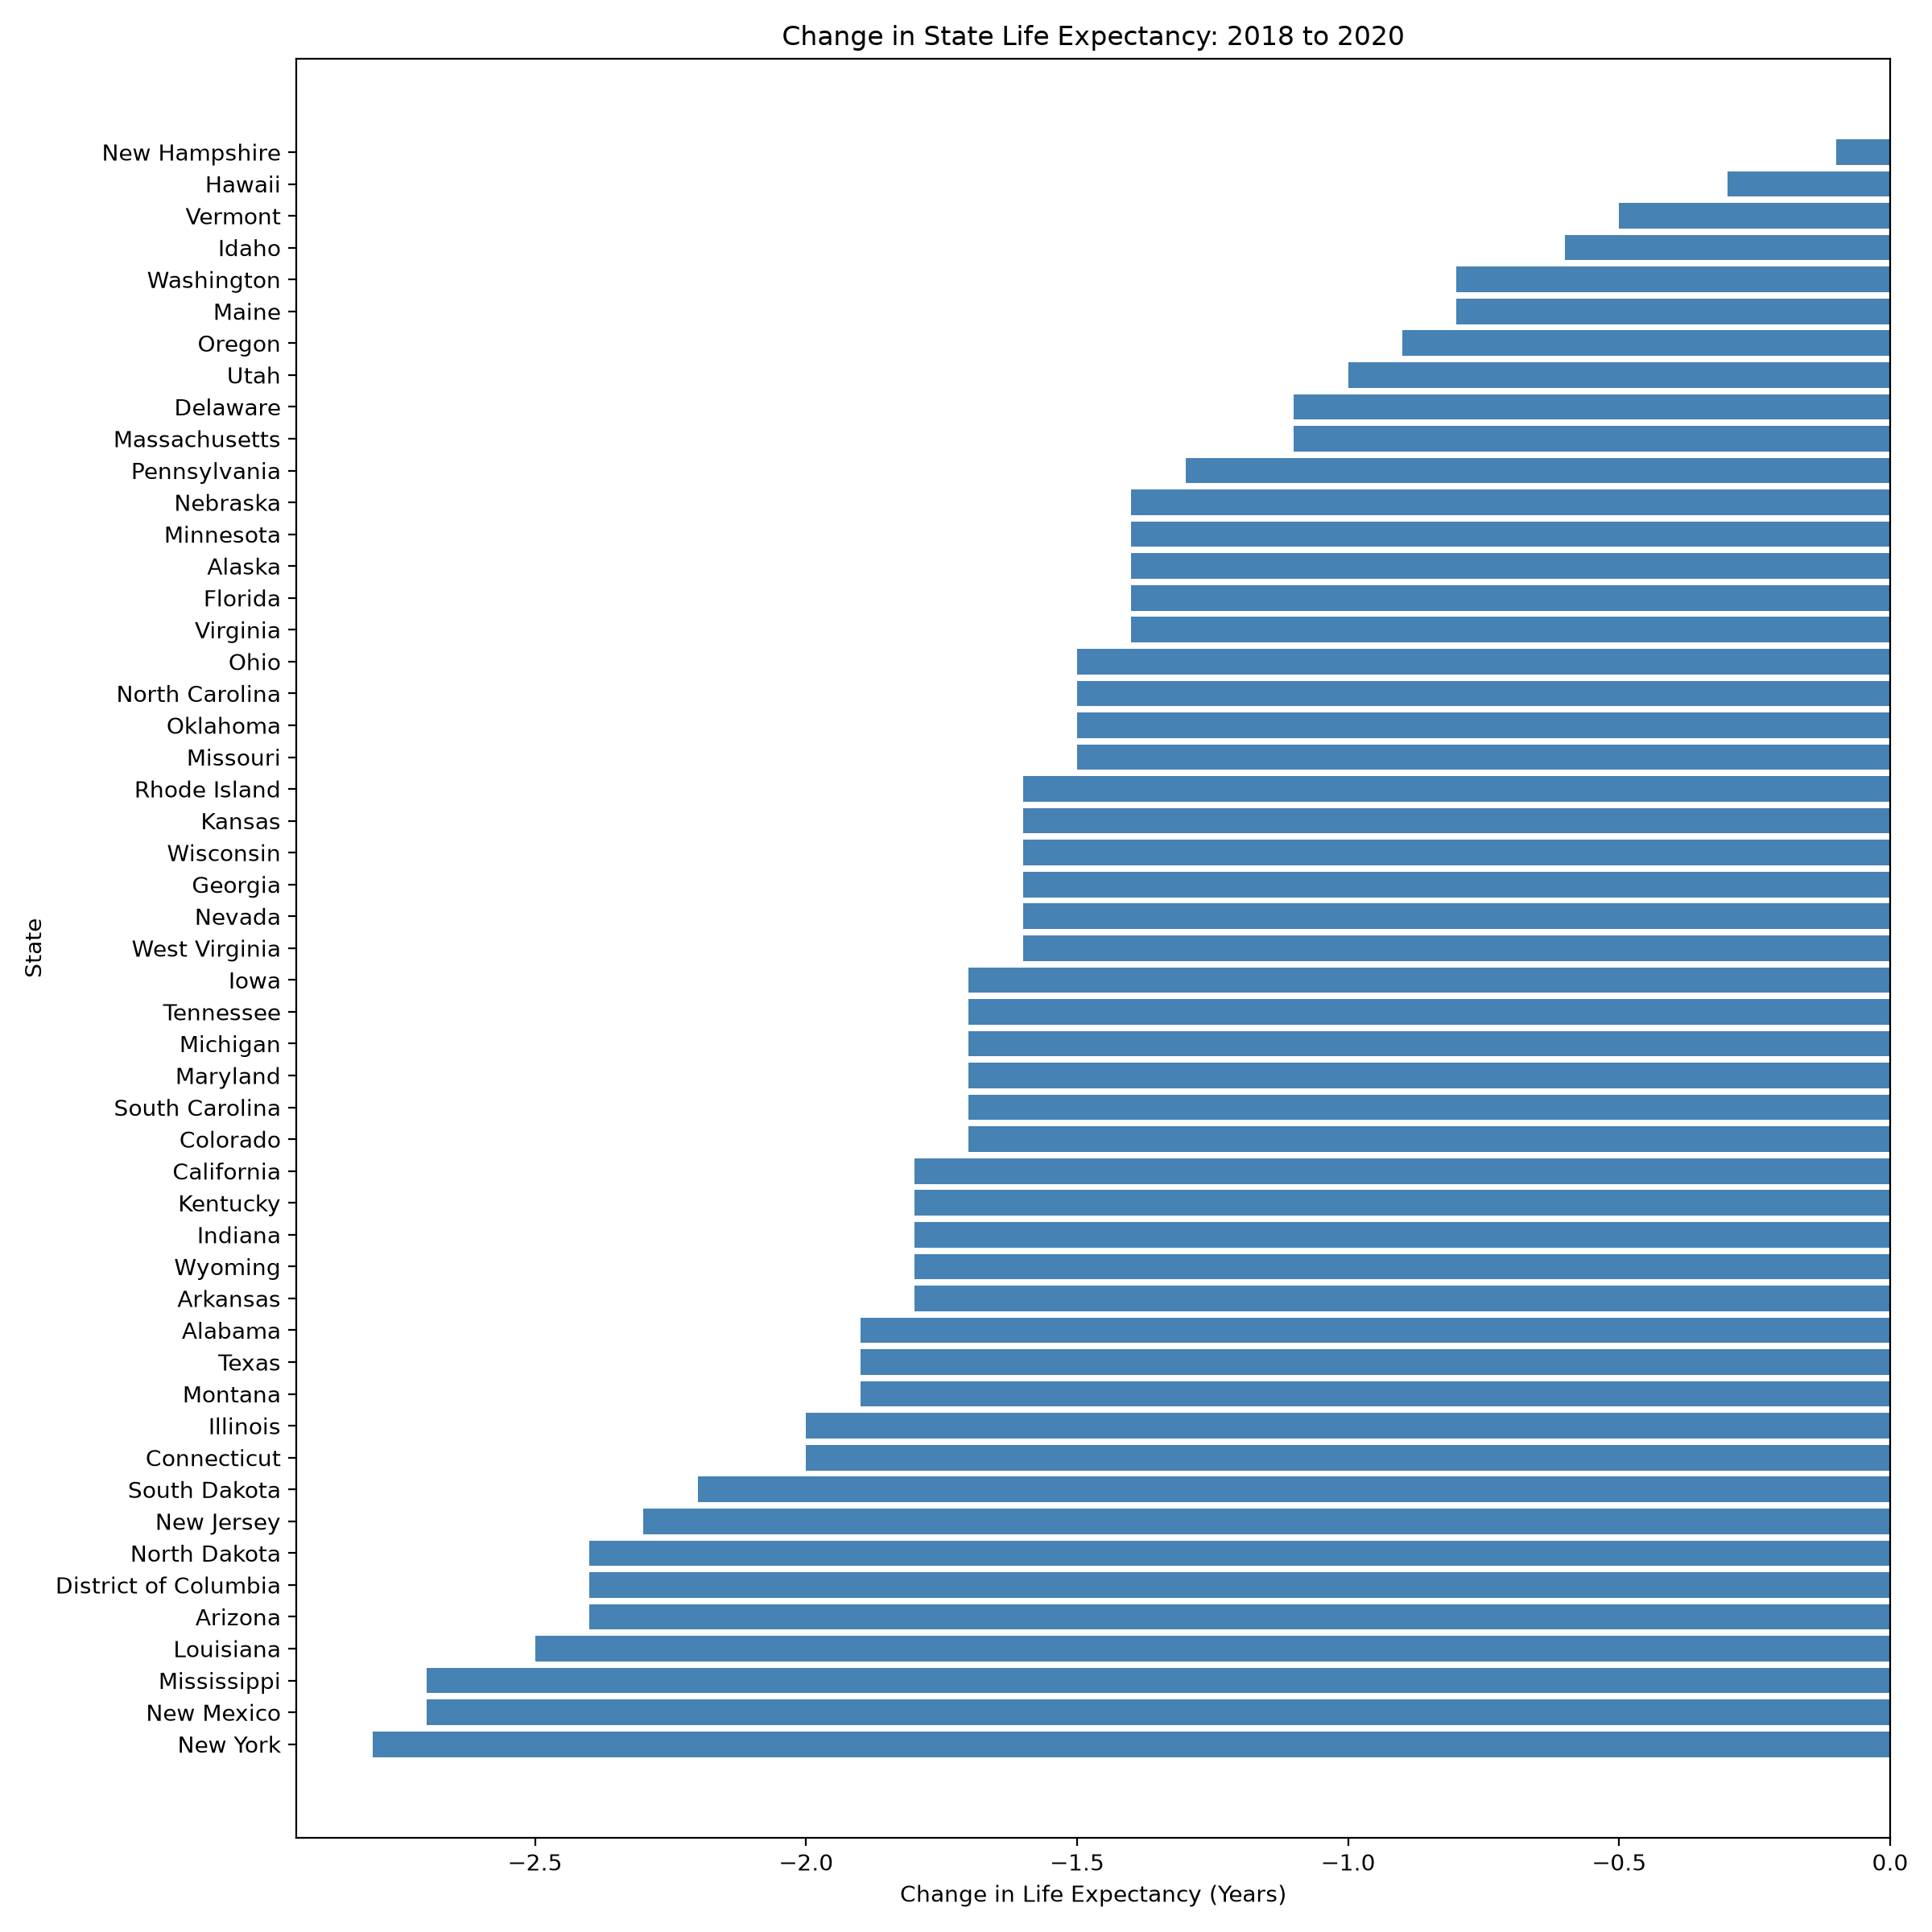 Change in State Life Expectancy: 2018 to 2020
New Hampshire
Hawaii
Vermont
Idaho
Washington
Maine
Oregon
Utah
Delaware
Massachusetts
Pennsylvania
Nebraska
Minnesota
Alaska
Florida
Virginia
Ohio
North Carolina
Oklahoma
Missouri
Rhode Island
Kansas
Wisconsin
Georgia
Nevada
West Virginia
Iowa
Tennessee
Michigan
Maryland
South Carolina
Colorado
California
Kentucky
Indiana
Wyoming
Arkansas
Alabama
Texas
Montana
Illinois
Connecticut
South Dakota
New Jersey
North Dakota
District of Columbia
Arizona
Louisiana
Mississippi
New Mexico
New York
State
−2.5 −2.0 −1.5 −1.0 −0.5 0.0
Change in Life Expectancy (Years)